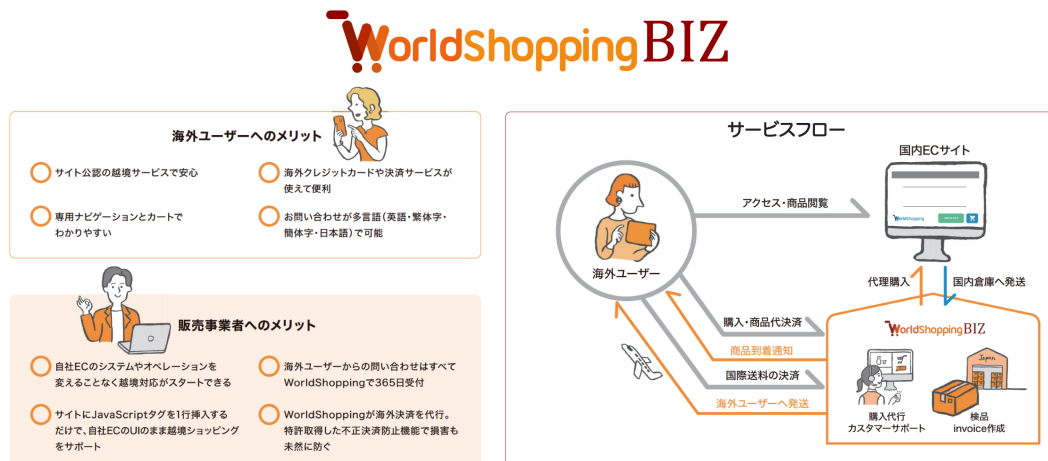 WorldShopping BIZ
海外ユーザーへのメリット
サイト公認の越境サービスで安心
海外クレジットカードや決済サービスが
使えて便利
専用ナビゲーションとカートで
わかりやすい
お問い合わせが多言語(英語・繁体字・
簡体字・日本語)で可能
販売事業者へのメリット
自社ECのシステムやオペレーションを
変えることなく越境対応がスタートできる
海外ユーザーからの問い合わせはすべて
WorldShoppingで365日受付
サイトにJavaScriptタグを1行挿入する
だけで、自社ECのUIのまま越境ショッピング
をサポート
WorldShoppingが海外決済を代行。
特許取得した不正決済防止機能で損害も
未然に防ぐ
サービスフロー
国内ECサイト
WorldShopping
アクセス・商品閲覧
海外ユーザー
代理購入
国内倉庫へ発送
購入・商品代決済
商品到着通知
国際送料の決済
海外ユーザーへ発送
WorldShopping BIZ
Japan
購入代行
カスタマーサポート
検品
invoice作成